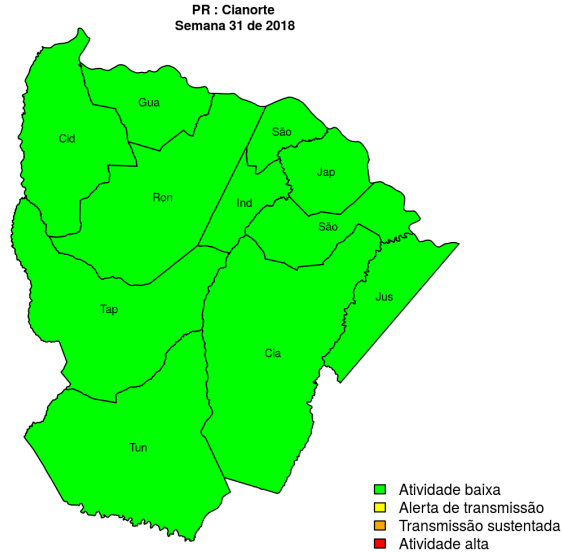 PR : Cianorte
Semana 31 de 2018
Gua
Cid
São
Jap
Ron
Ind
São
Jus
Tap
Cia
Tun
Atividade baixa
Alerta de transmissão
Transmissão sustentada
Atividade alta